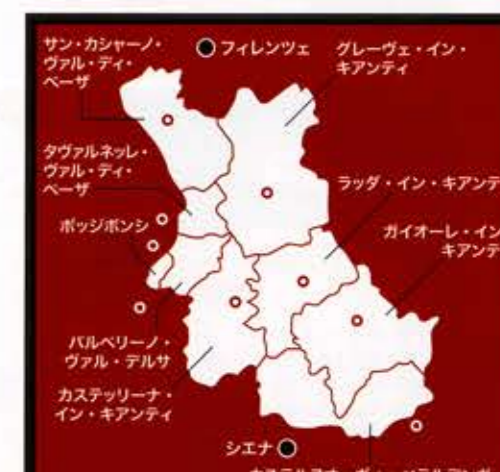 サン・カシャーノ・
ヴァル・ディ・
ペーザ
フィレンツェ
グレーヴェ・イン・
キアンティ
タヴァルネッレ・
ヴァル・ディ・
ペーザ
ラッダ・イン・キアンテ
ポッジボンシ
ガイオーレ・イン
キアンテ
バルベリーノ・
ヴァル・デルサ
カステッリーナ・
イン・キアンティ
シエナ